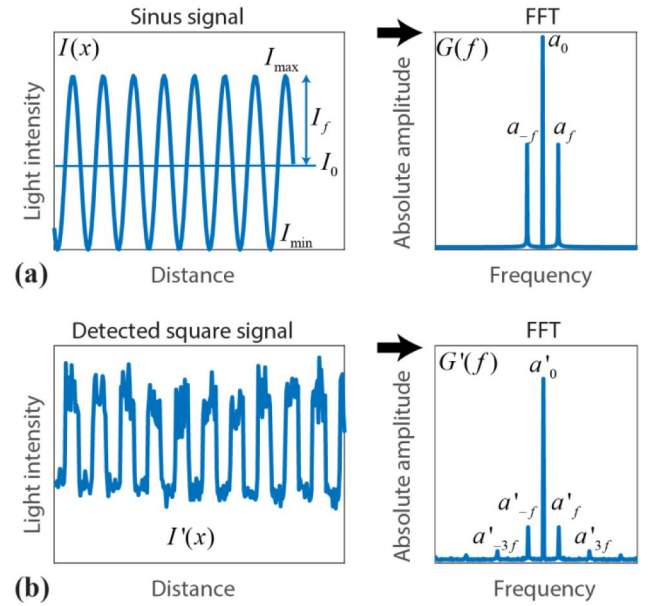 Sinus signal
FFT
I(x)
I_max
I_f
I_0
I_min
Light intensity
Distance
(a)
G(f)
a_0
a_{-f}
a_f
Absolute amplitude
Frequency
Detected square signal
FFT
Light intensity
I'(x)
Distance
(b)
G'(f)
a'_0
a'_{-f}
a'_f
a'_{-3f}
a'_{3f}
Absolute amplitude
Frequency